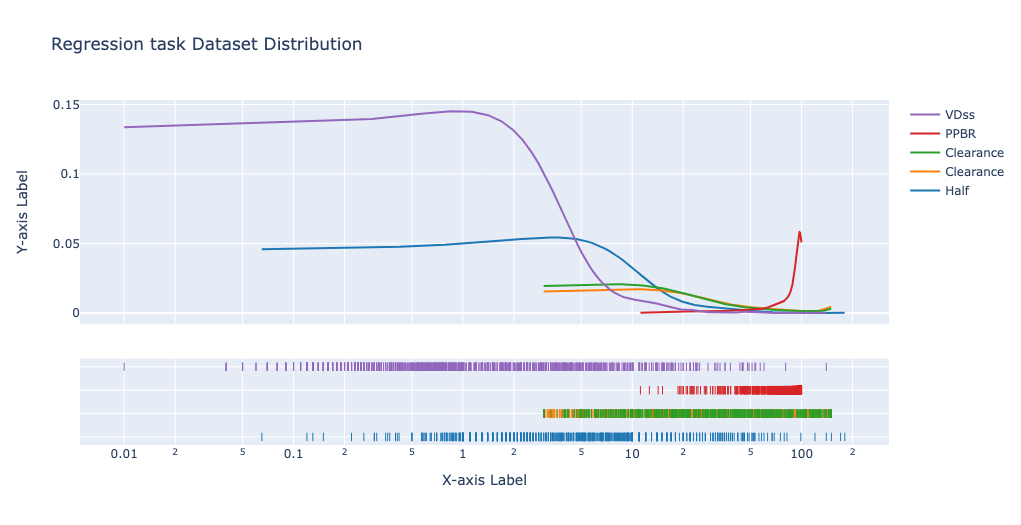 Regression task Dataset Distribution
0.15
0.1
0.05
0
Y-axis Label
VDss
PPBR
Clearance
Clearance
Half
0.01 2 5 0.1 2 5 1 2 5 10 2 5 100 2
X-axis Label